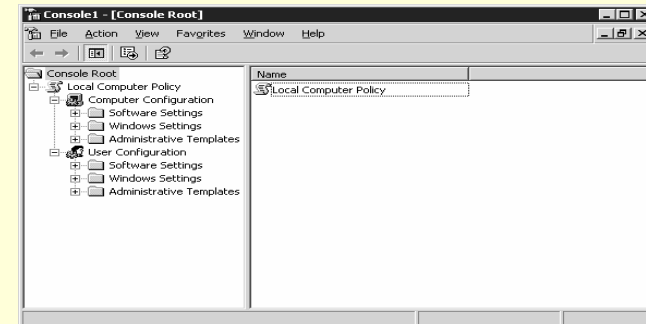 Console1 - [Console Root]
File Action View Favorites Window Help
Console Root
Local Computer Policy
Computer Configuration
Software Settings
Windows Settings
Administrative Templates
User Configuration
Software Settings
Windows Settings
Administrative Templates
Name
Local Computer Policy